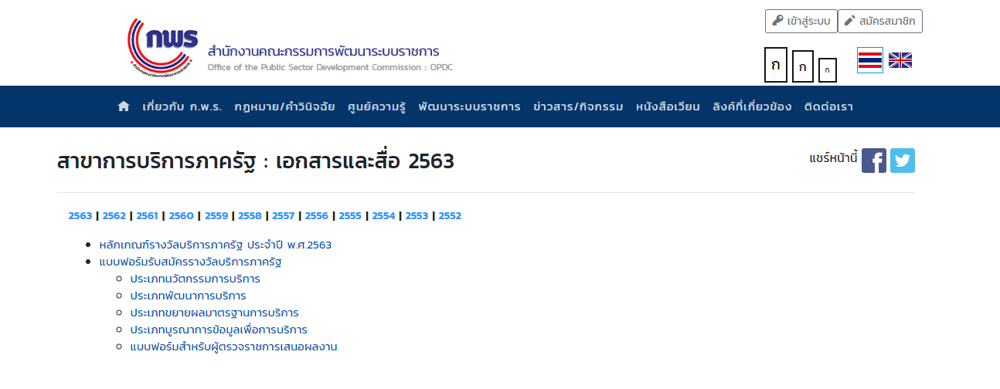 เข้าสู่ระบบ สมัครสมาชิก
กพร
สำนักงานคณะกรรมการพัฒนาระบบราชการ
Office of the Public Sector Development Commission :: OPDC
ก ก ก
เกี่ยวกับ ก.พ.ร. กฎหมาย/คำวินิจฉัย ศูนย์ความรู้ พัฒนาระบบราชการ ข่าวสาร/กิจกรรม หนังสือเวียน ลิงค์ที่เกี่ยวข้อง ติดต่อเรา
สาขาการบริการภาครัฐ : เอกสารและสื่อ 2563
แชร์หน้านี้
2563 | 2562 | 2561 | 2560 | 2559 | 2558 | 2557 | 2556 | 2555 | 2554 | 2553 | 2552
หลักเกณฑ์รางวัลบริการภาครัฐ ประจำปี พ.ศ.2563
แบบฟอร์มรับสมัครรางวัลบริการภาครัฐ
ประเภทนวัตกรรมการบริการ
ประเภทพัฒนาการบริการ
ประเภทขยายผลมาตรฐานการบริการ
ประเภทบูรณาการข้อมูลเพื่อการบริการ
แบบฟอร์มสำหรับผู้ตรวจราชการเสนอผลงาน